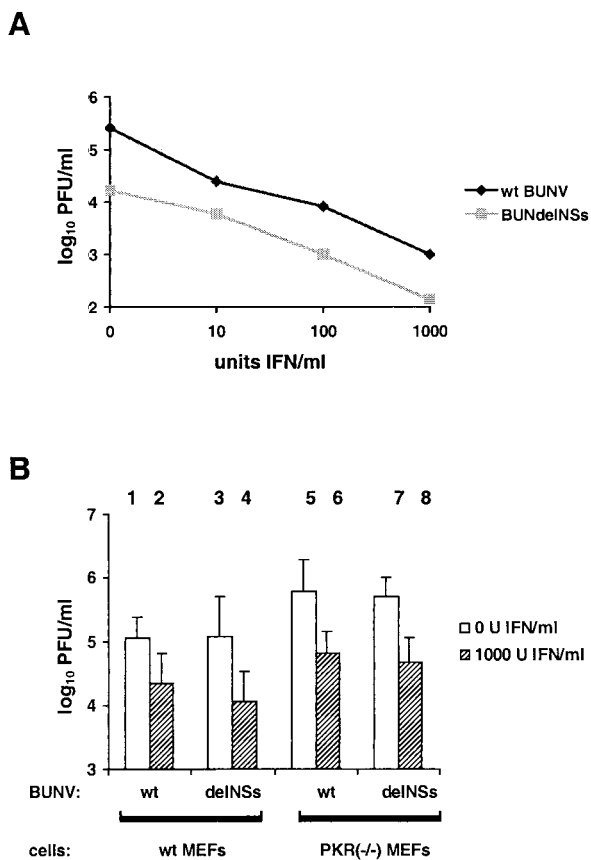 A
6
5
4
3
2
log10 PFU/ml
0 10 100 1000
units IFN/ml
wt BUNV
BUNdelNSs
B
1 2 3 4 5 6 7 8
7
6
5
4
3
log10 PFU/ml
0 U IFN/ml
1000 U IFN/ml
BUNV: wt delNSs wt delNSs
cells: wt MEFs PKR(-/-) MEFs